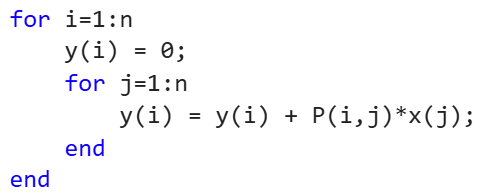 for i=1:n
    y(i) = 0;
    for j=1:n
        y(i) = y(i) + P(i,j)*x(j);
    end
end